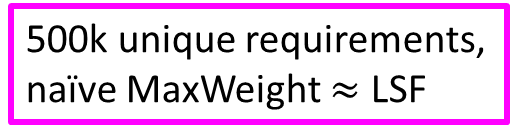 500k unique requirements,
naïve MaxWeight ≈ LSF